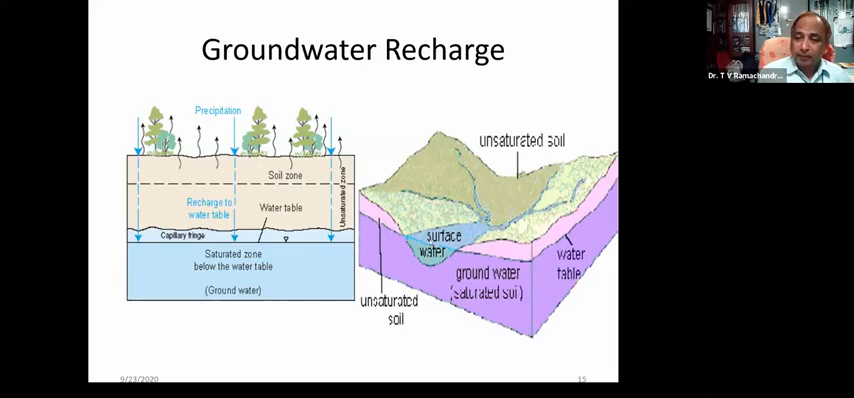 Groundwater Recharge
Dr. T V Ramachandr...
Precipitation
Soil zone
Unsaturated zone
Recharge to
water table
Water table
Capillary fringe
Saturated zone
below the water table
(Ground water)
unsaturated soil
surface
water
ground water
(saturated soil)
water
table
unsaturated
soil
9/23/2020
15